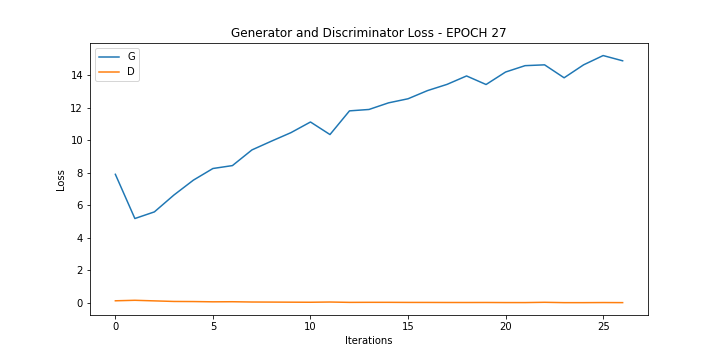 Generator and Discriminator Loss - EPOCH 27
G
D
Loss
14
12
10
8
6
4
2
0
0 5 10 15 20 25
Iterations